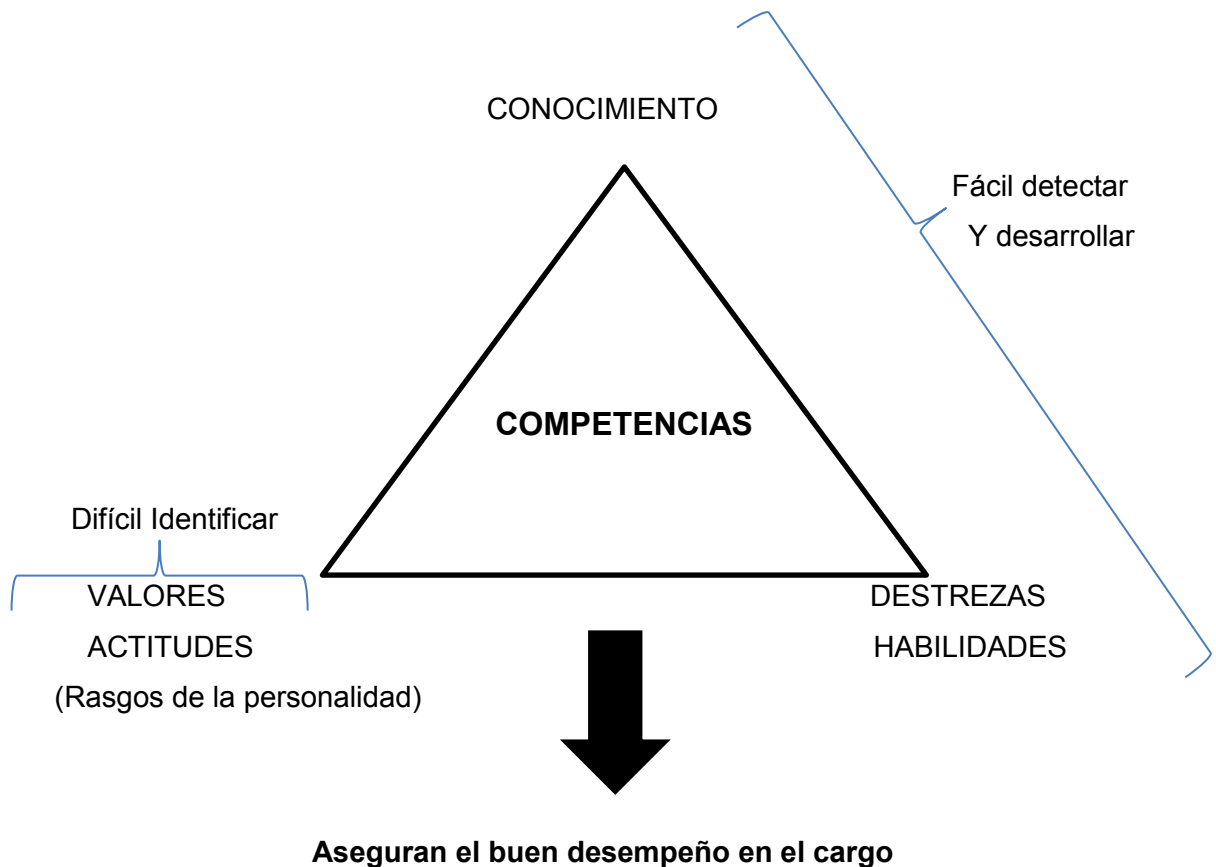 CONOCIMIENTO
Fácil detectar
Y desarrollar
COMPETENCIAS
Difícil Identificar
VALORES
ACTITUDES
(Rasgos de la personalidad)
DESTREZAS
HABILIDADES
Aseguran el buen desempeño en el cargo